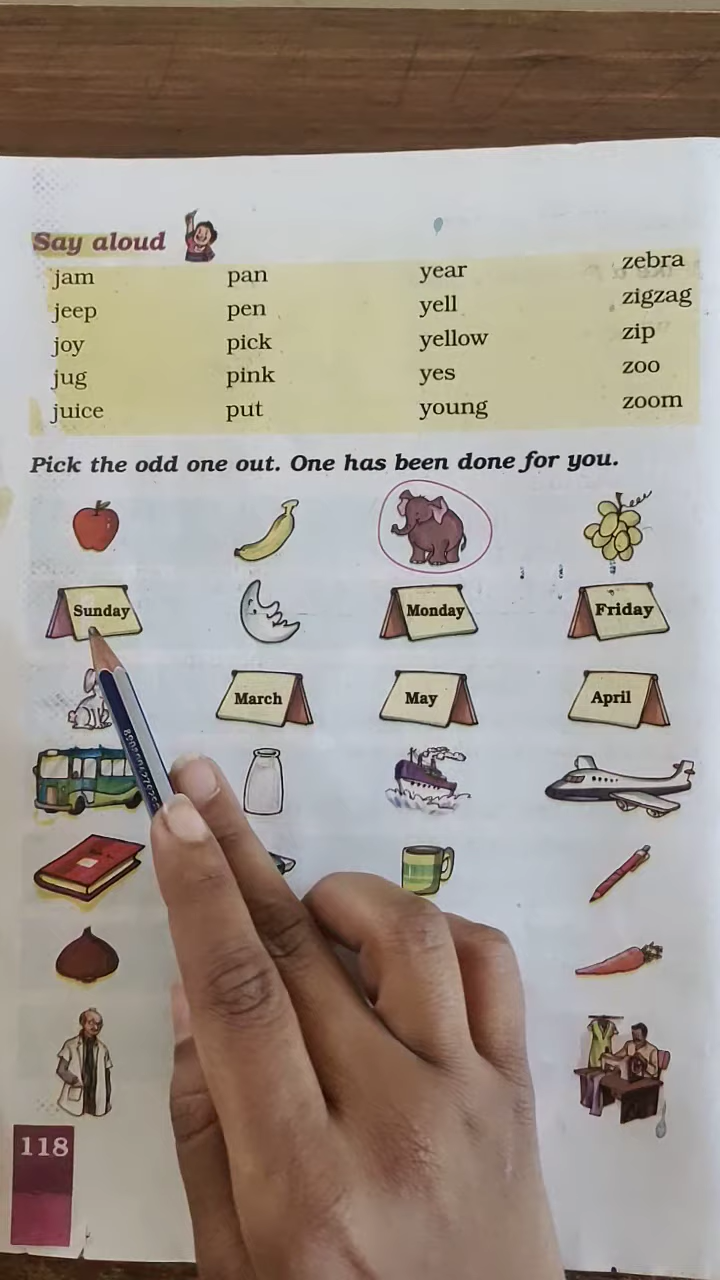 Say aloud
jam pan year zebra
jeep pen yell zigzag
joy pick yellow zip
jug pink yes zoo
juice put young zoom
Pick the odd one out. One has been done for you.
Sunday Monday Friday
March May April
118